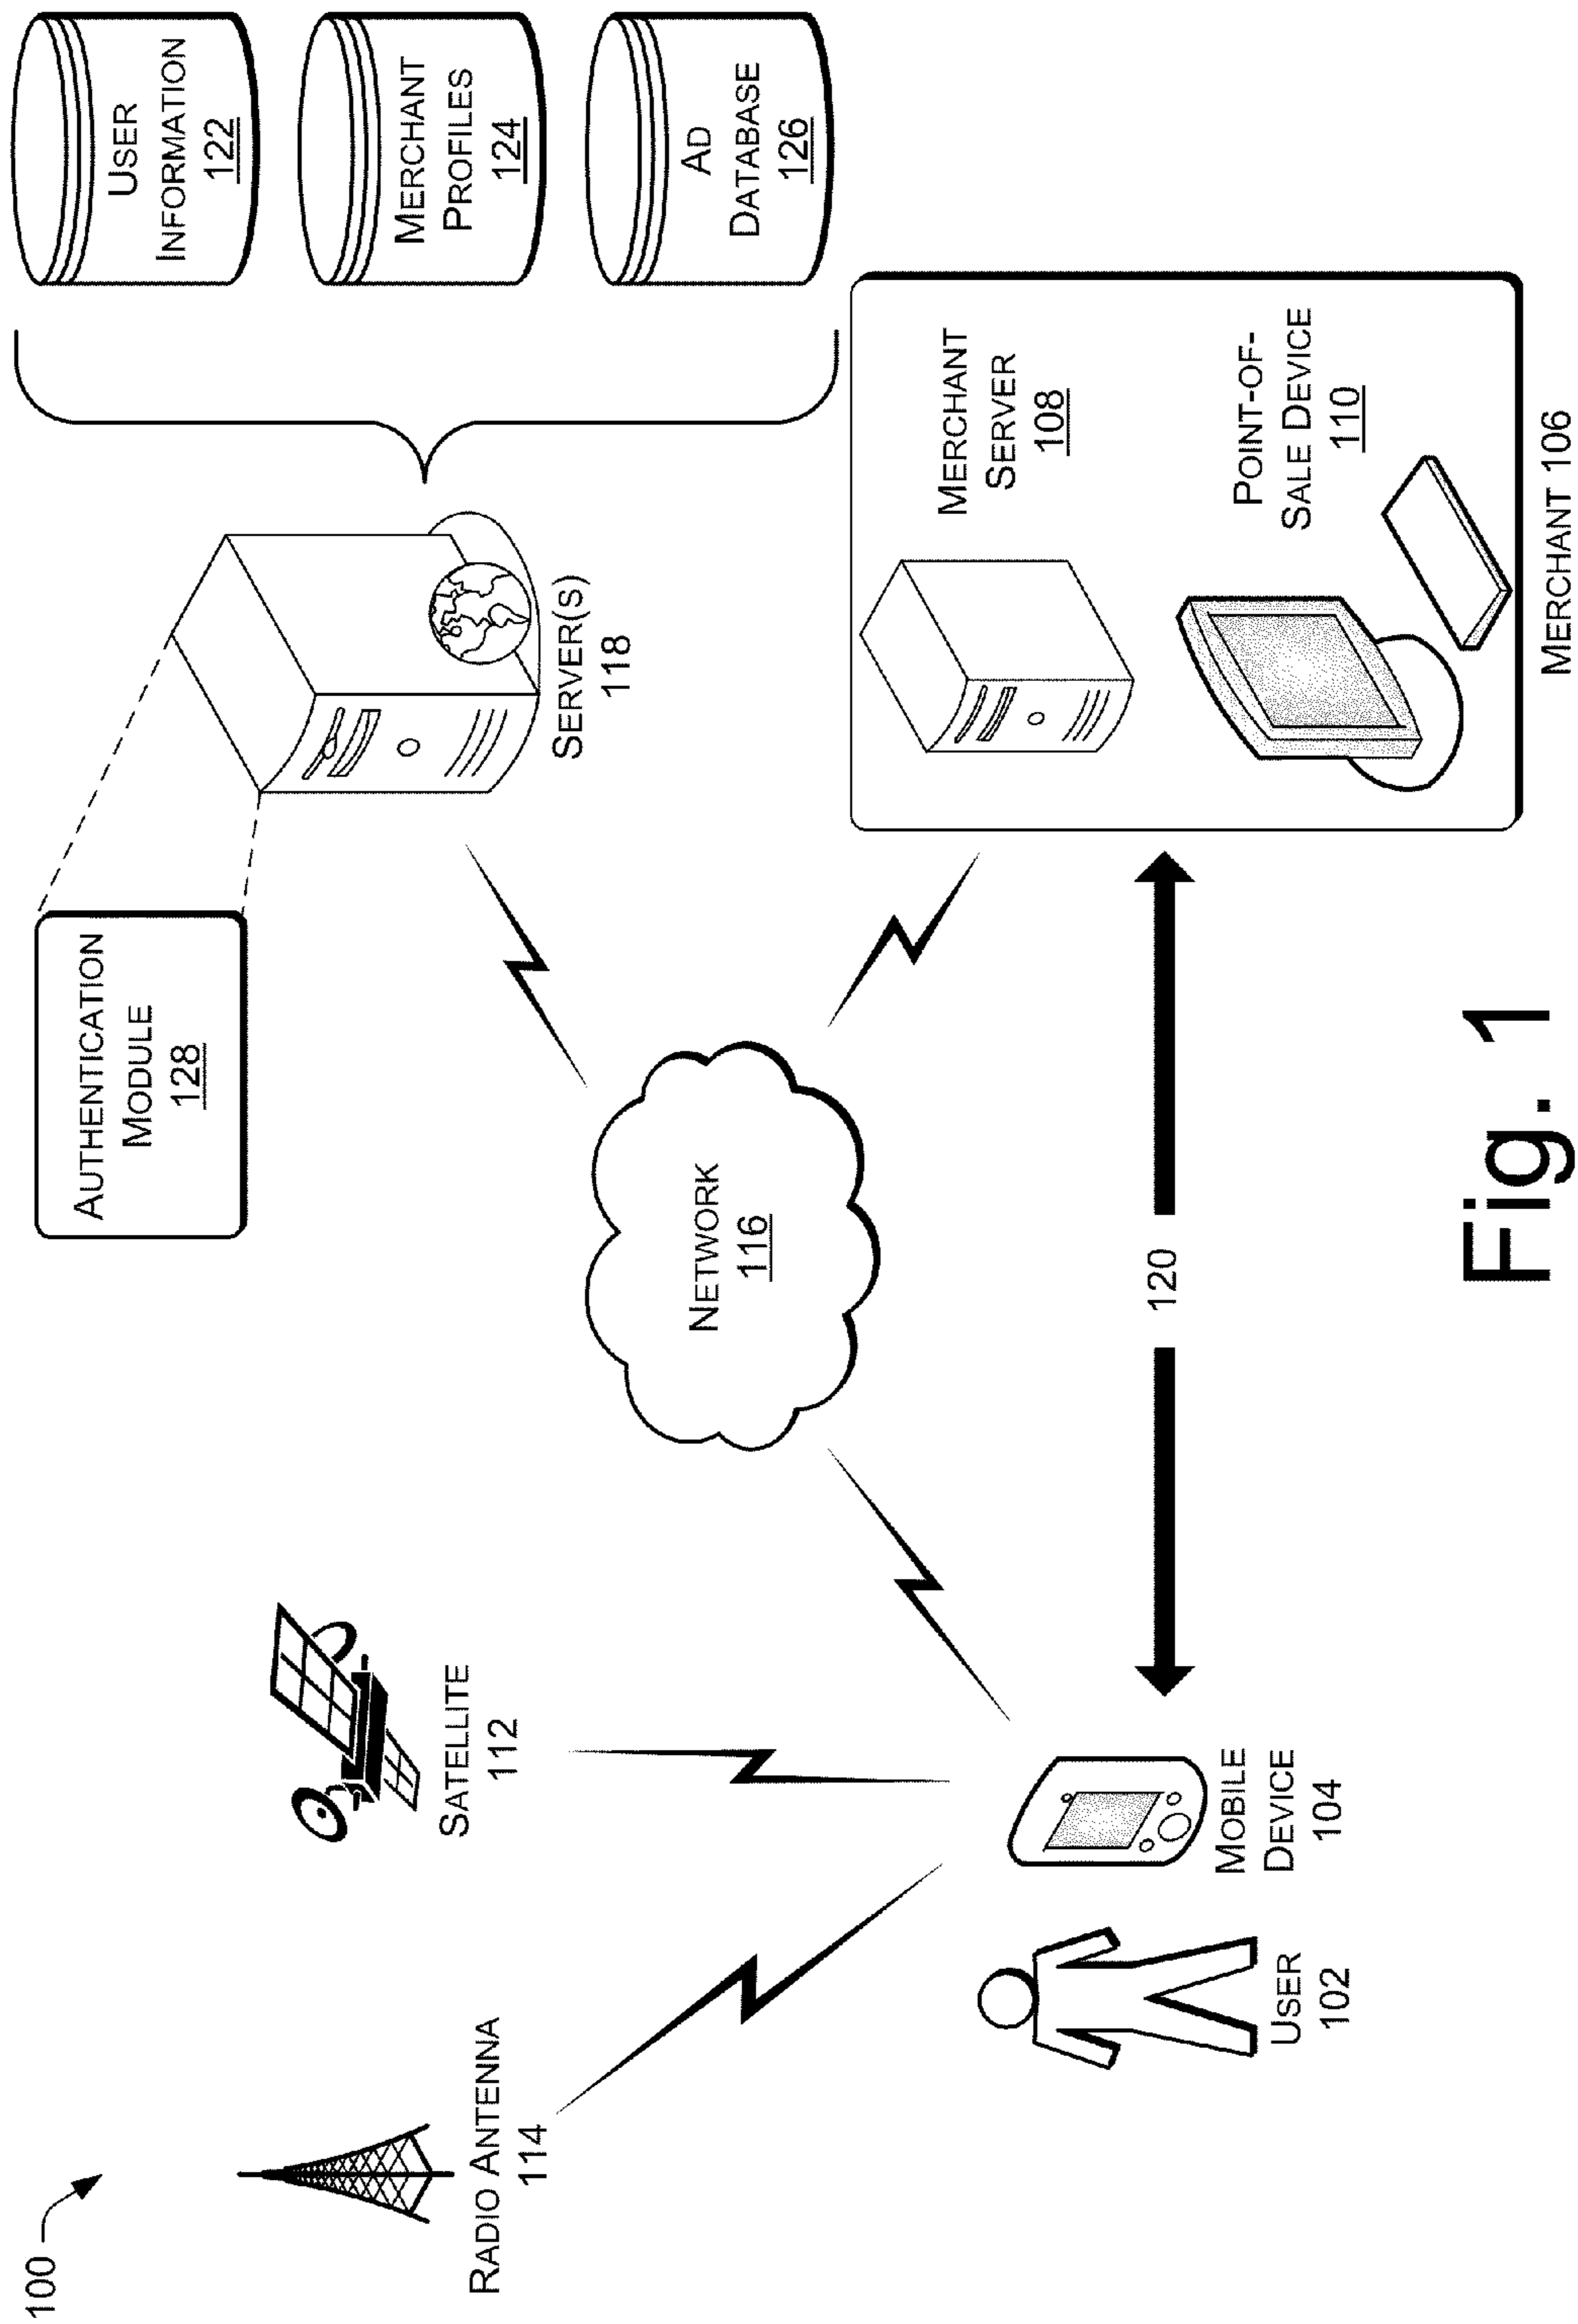 100
AUTHENTICATION
MODULE
128
USER
INFORMATION
122
MERCHANT
PROFILES
124
AD
DATABASE
126
SERVER(S)
118
SATELLITE
112
RADIO ANTENNA
114
NETWORK
116
MERCHANT
SERVER
108
POINT-OF-
SALE DEVICE
110
MERCHANT 106
120
MOBILE
DEVICE
104
USER
102
Fig. 1